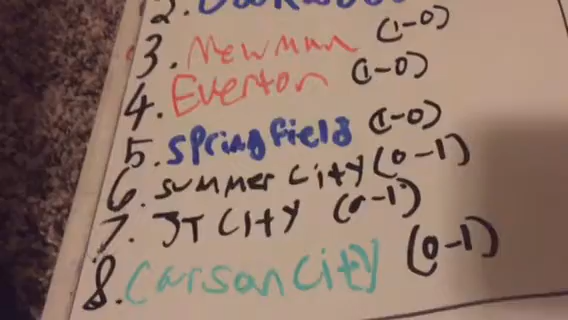 2.
3. Newman (1-0)
4. Everton (1-0)
5. Springfield (1-0)
6. summer city (0-1)
7. JT CITY (0-1)
8. Carson City (0-1)